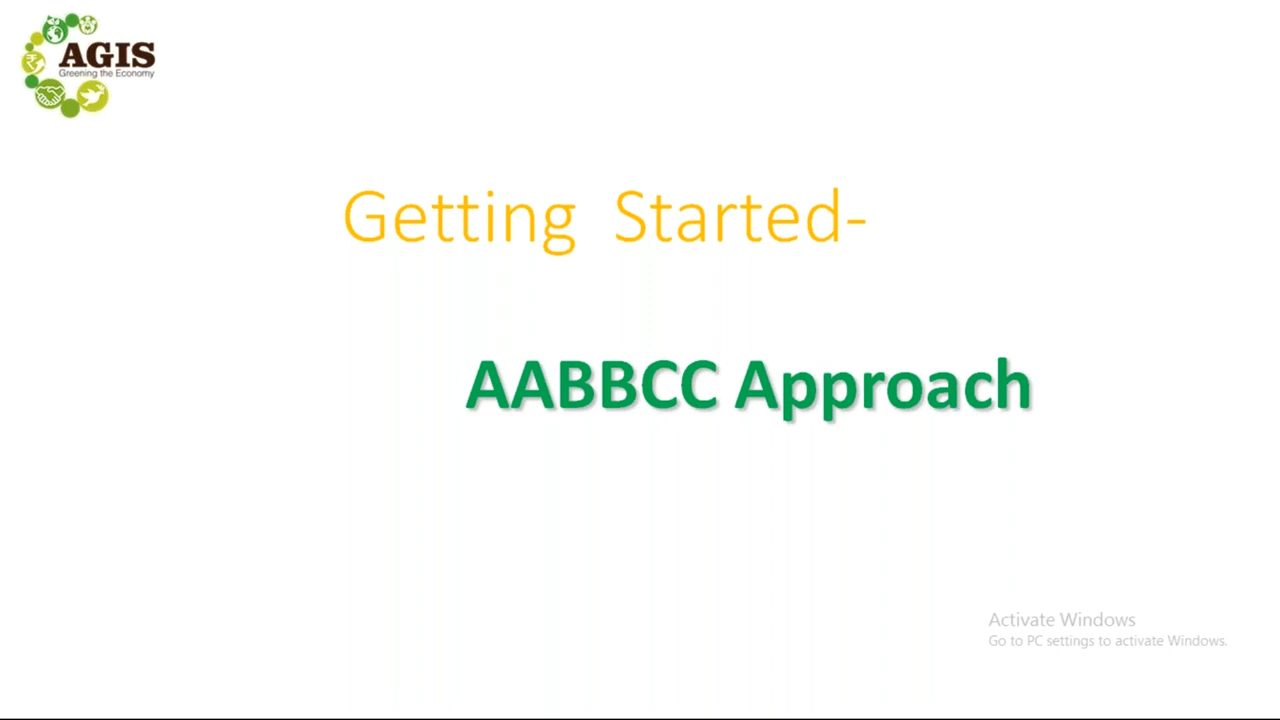 AGIS
Greening the Economy
Getting Started-
AABBCC Approach
Activate Windows
Go to PC settings to activate Windows.